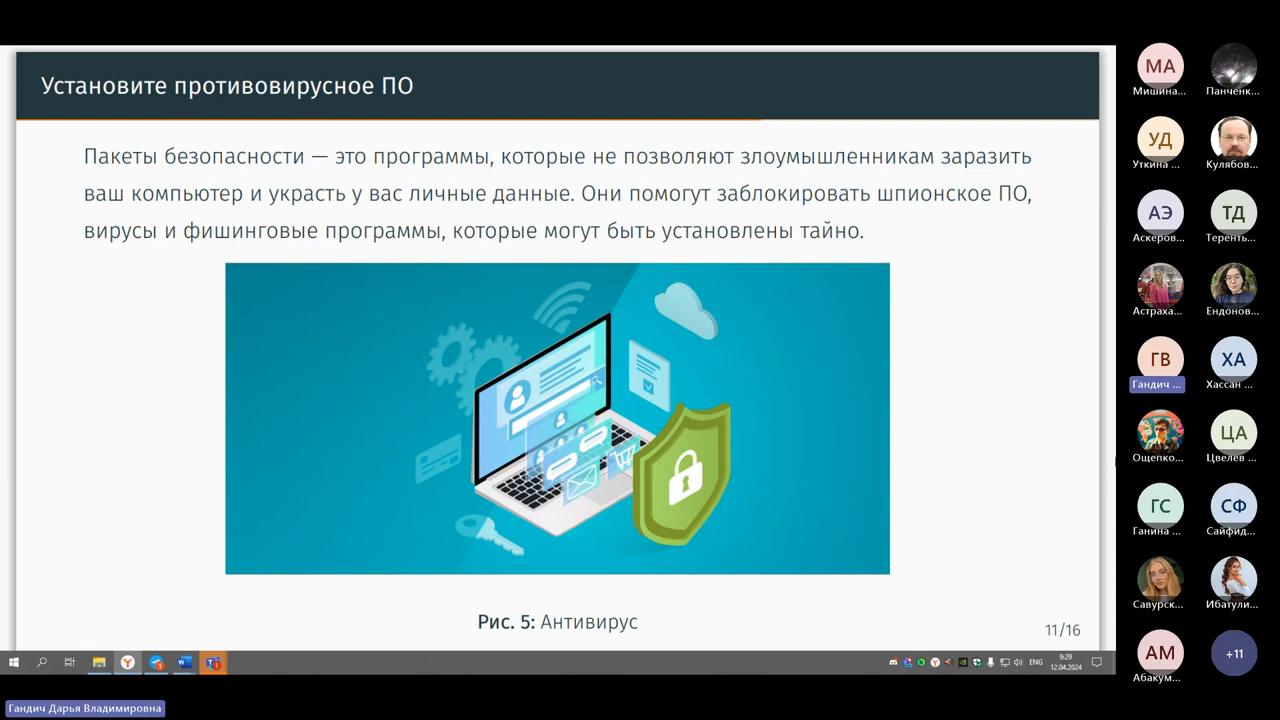 Установите противовирусное ПО
Пакеты безопасности — это программы, которые не позволяют злоумышленникам заразить
ваш компьютер и украсть у вас личные данные. Они помогут заблокировать шпионское ПО,
вирусы и фишинговые программы, которые могут быть установлены тайно.
Рис. 5: Антивирус
11/16
ENG
9:29
12.04.2024
Гандич Дарья Владимировна
МА
Мишина...
Панченк...
УД
Уткина ...
Кулябов...
АЭ
Аскеров...
ТД
Теренть...
Астраха...
Ендонов...
ГВ
Гандич ...
ХА
Хассан ...
Ощепко...
ЦА
Цвелев ...
ГС
Ганина ...
СФ
Сайфид...
Савурск...
Ибатули...
АМ
Абакум...
+11